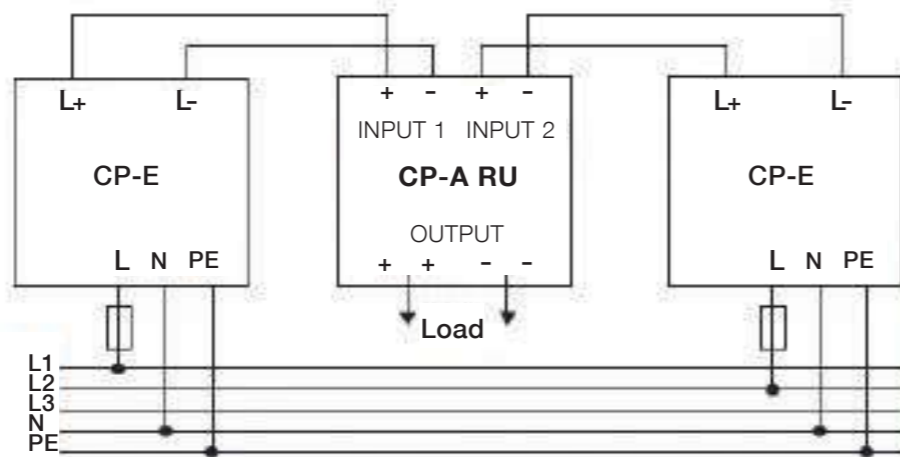 L+ L- + - + - L+ L-
INPUT 1 INPUT 2
CP-E CP-A RU CP-E
OUTPUT
L N PE + + - - L N PE
Load
L1
L2
L3
N
PE